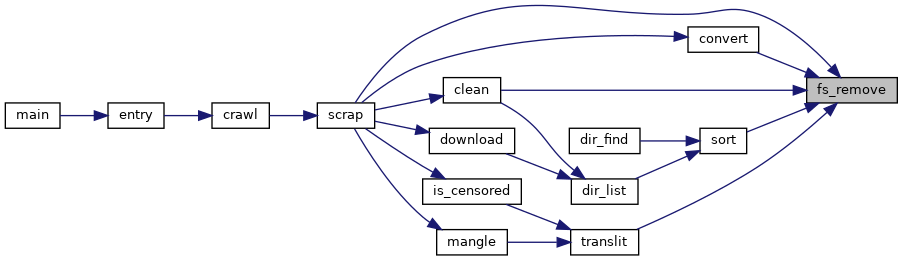 main
entry
crawl
scrap
convert
fs_remove
clean
download
dir_find
sort
is_censored
dir_list
mangle
translit